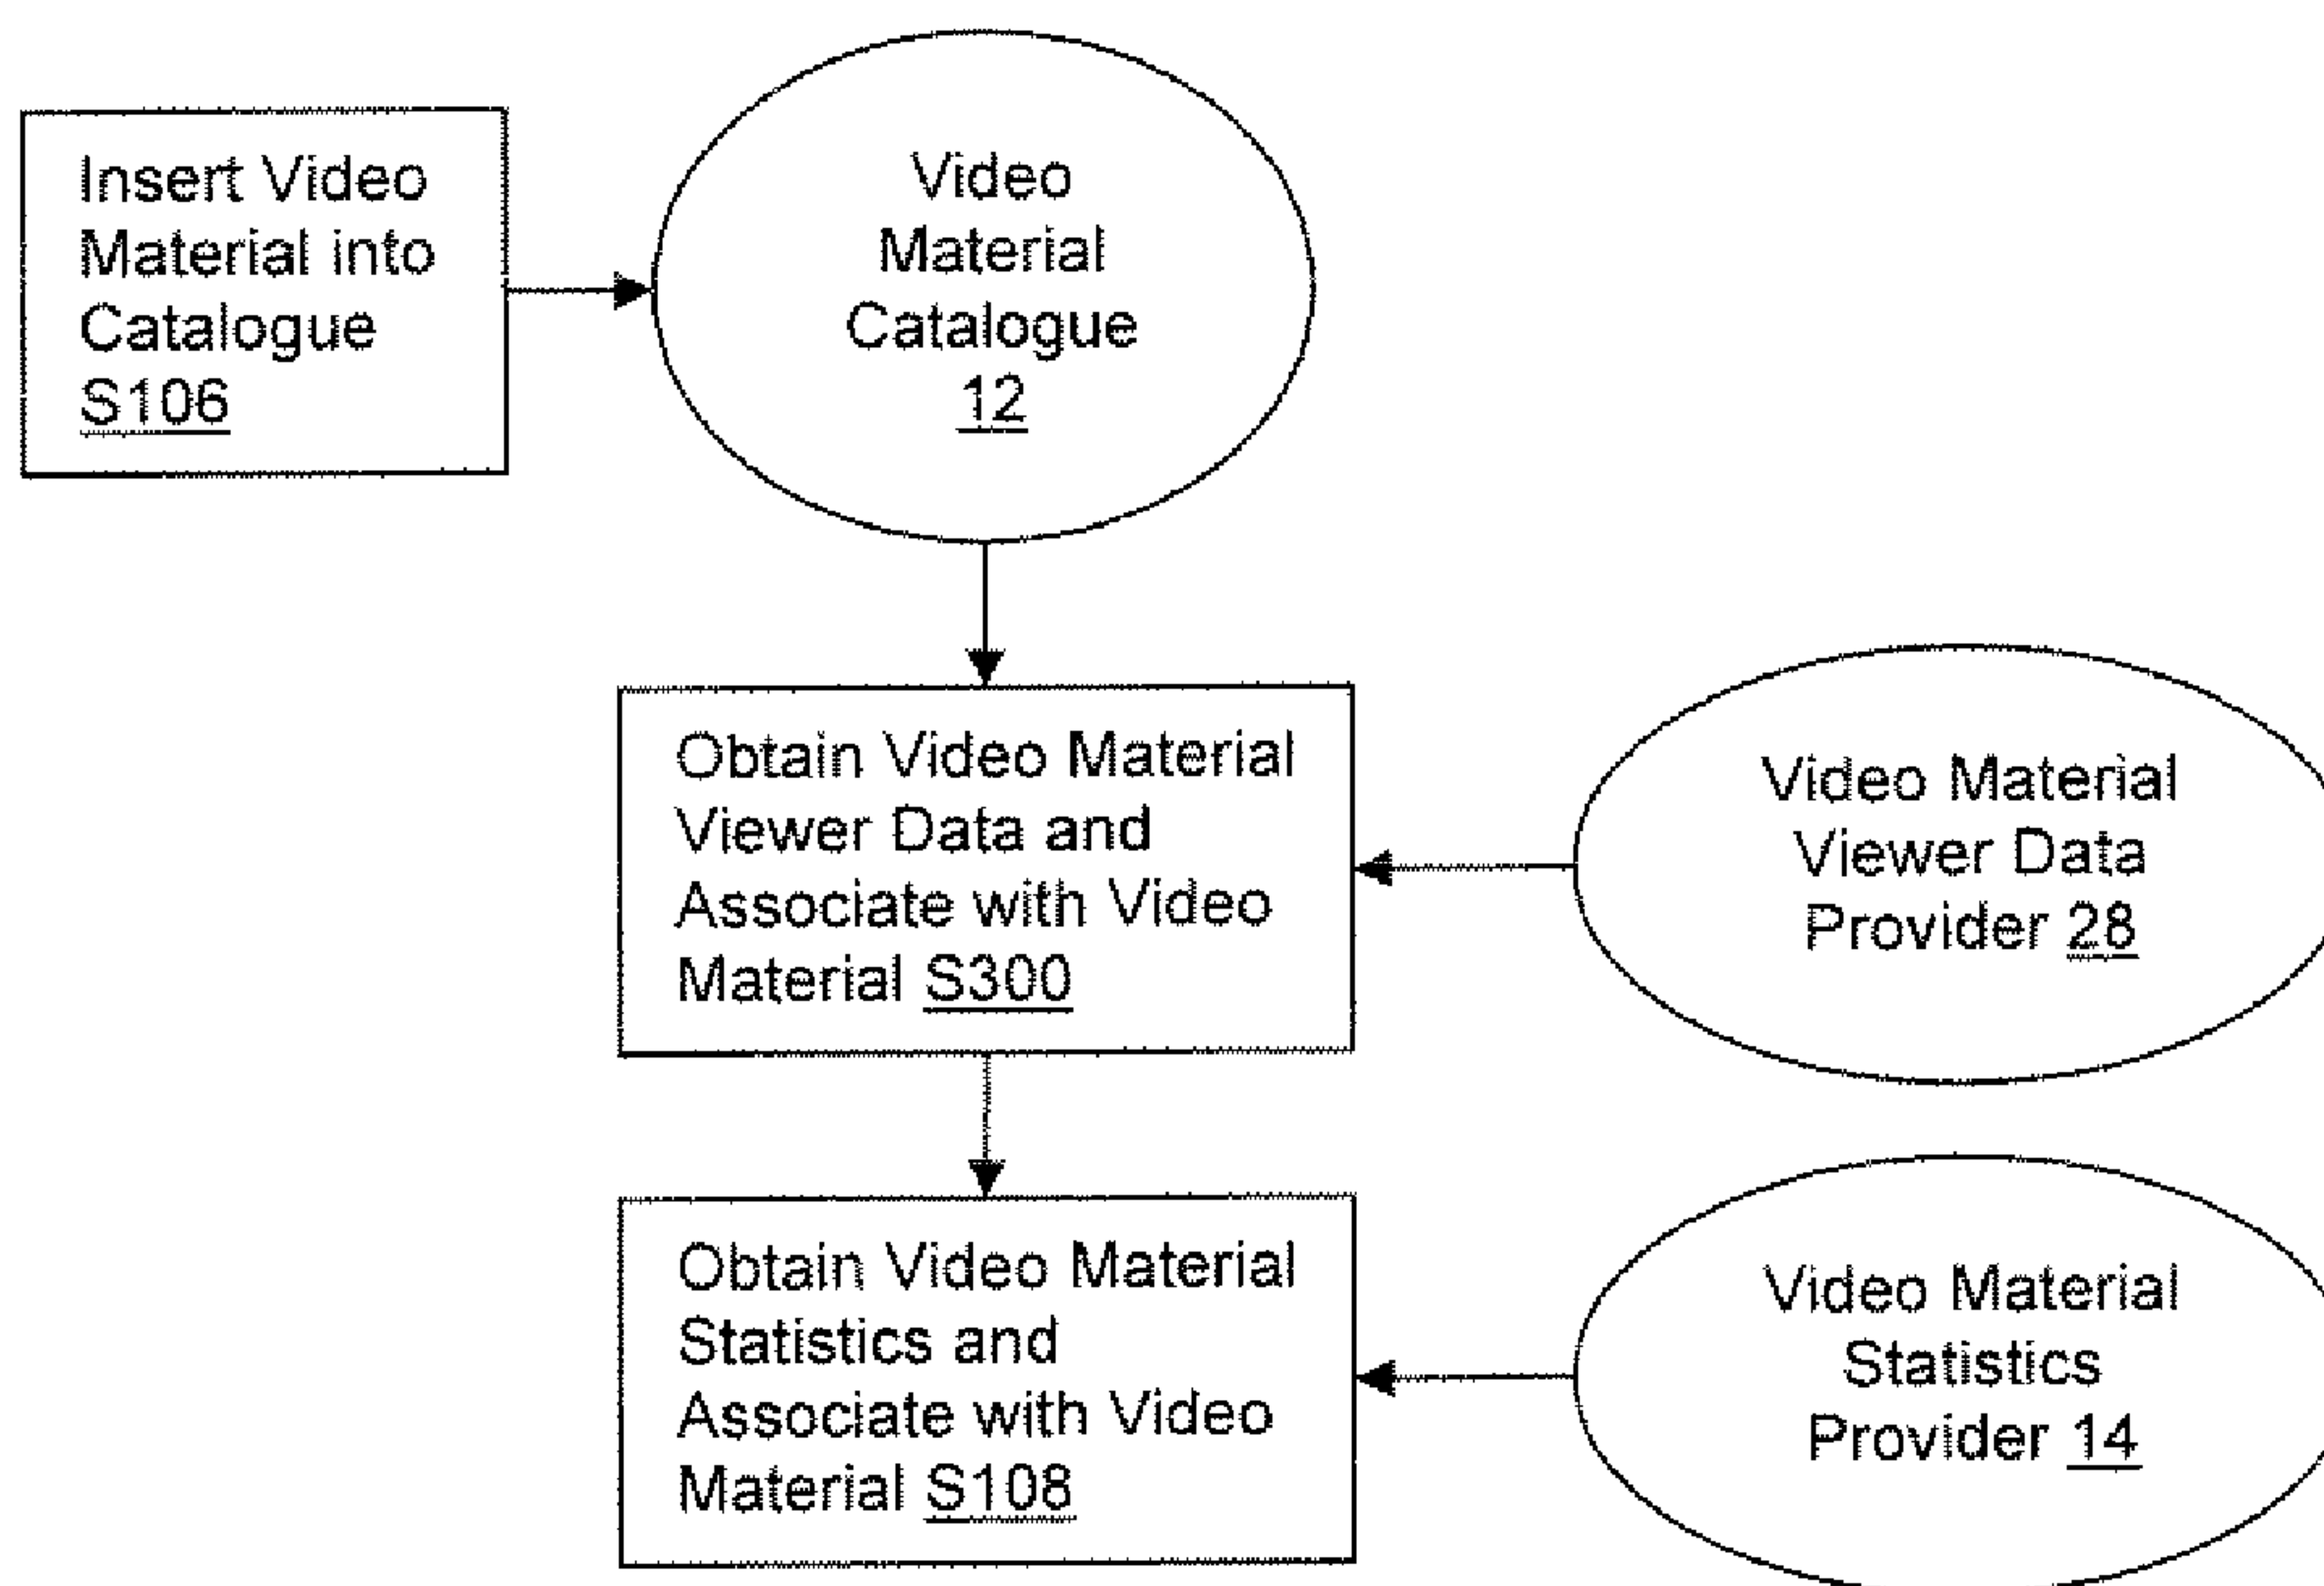 Insert Video
Material into
Catalogue
S106
Video
Material
Catalogue
12
Obtain Video Material
Viewer Data and
Associate with Video
Material S300
Video Material
Viewer Data
Provider 28
Obtain Video Material
Statistics and
Associate with Video
Material S108
Video Material
Statistics
Provider 14